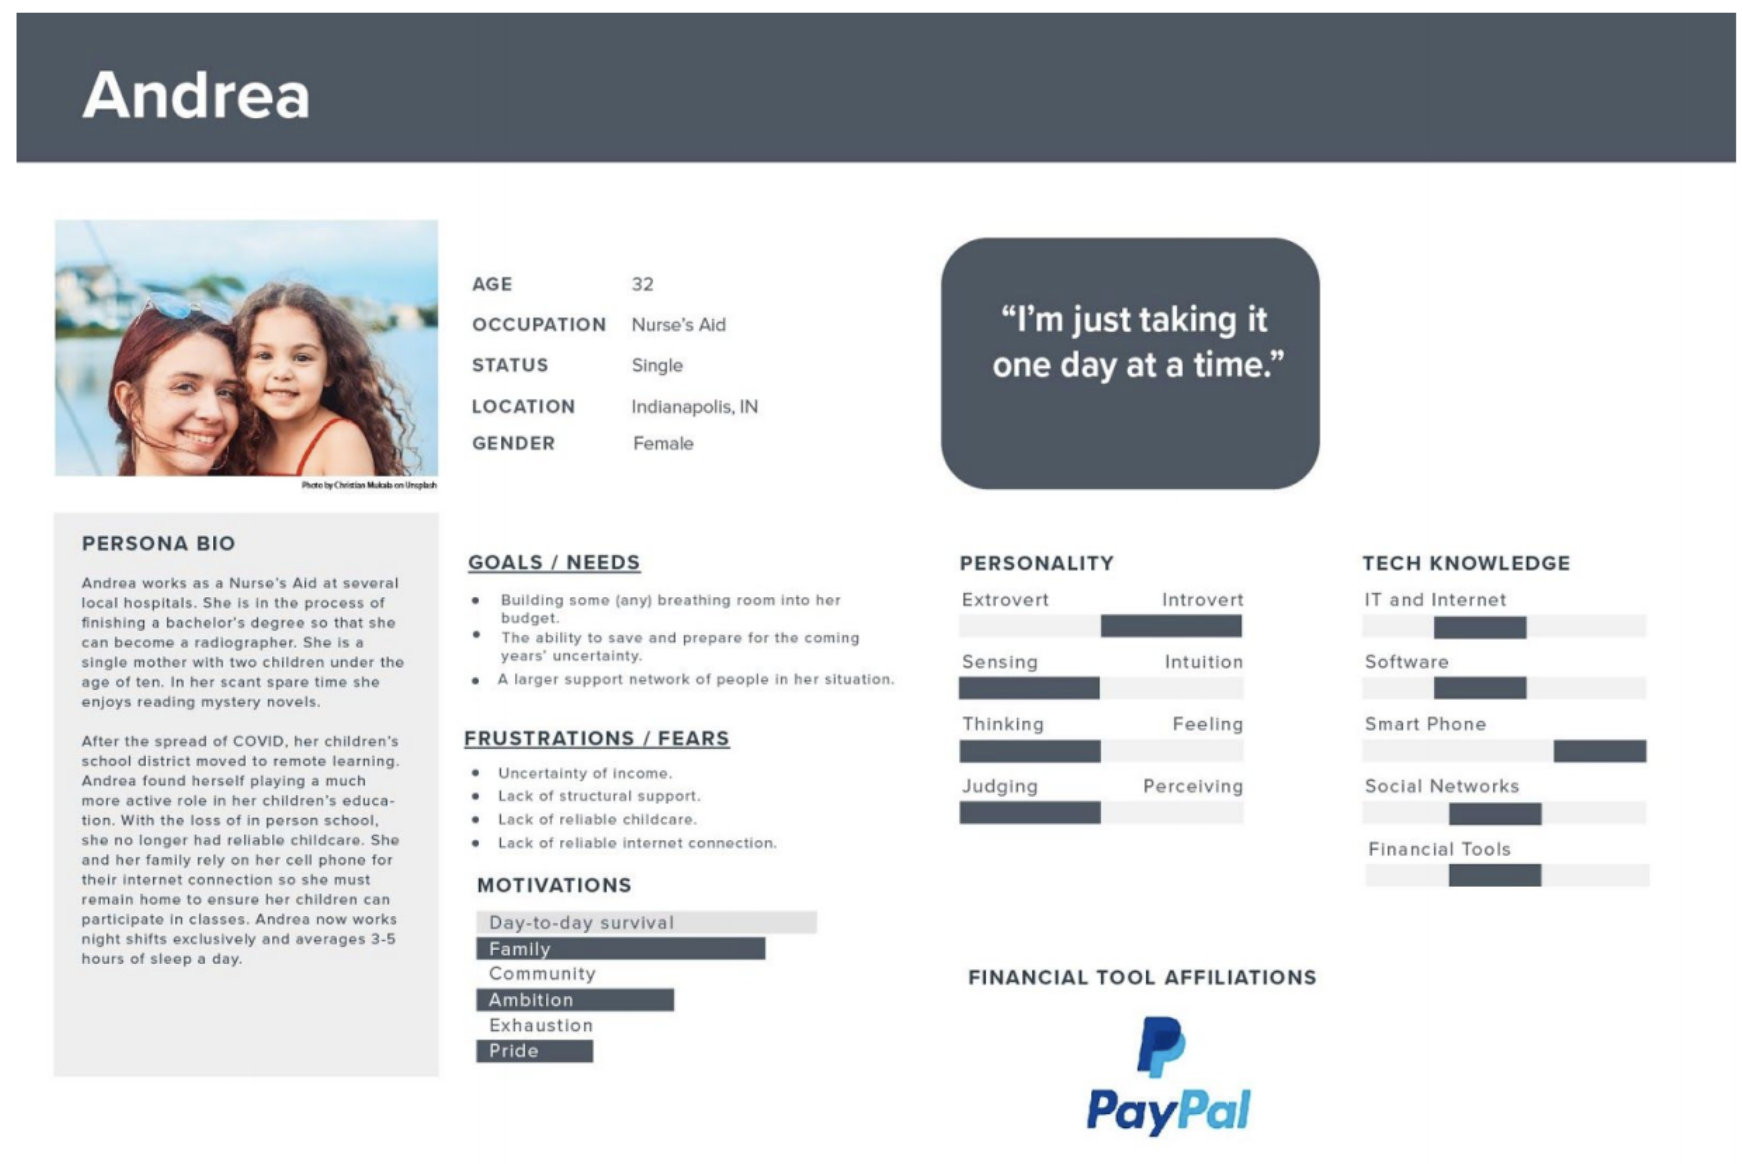 Andrea
Photo by Christian Mukala on Unsplash
AGE 32
OCCUPATION Nurse's Aid
STATUS Single
LOCATION Indianapolis, IN
GENDER Female
“I’m just taking it
one day at a time.”
PERSONA BIO
Andrea works as a Nurse's Aid at several
local hospitals. She is in the process of
finishing a bachelor's degree so that she
can become a radiographer. She is a
single mother with two children under the
age of ten. In her scant spare time she
enjoys reading mystery novels.
After the spread of COVID, her children's
school district moved to remote learning.
Andrea found herself playing a much
more active role in her children's educa-
tion. With the loss of in person school,
she no longer had reliable childcare. She
and her family rely on her cell phone for
their internet connection so she must
remain home to ensure her children can
participate in classes. Andrea now works
night shifts exclusively and averages 3-5
hours of sleep a day.
GOALS / NEEDS
• Building some (any) breathing room into her
budget.
• The ability to save and prepare for the coming
years' uncertainty.
• A larger support network of people in her situation.
FRUSTRATIONS / FEARS
• Uncertainty of income.
• Lack of structural support.
• Lack of reliable childcare.
• Lack of reliable internet connection.
MOTIVATIONS
Day-to-day survival
Family
Community
Ambition
Exhaustion
Pride
PERSONALITY
Extrovert Introvert
Sensing Intuition
Thinking Feeling
Judging Perceiving
TECH KNOWLEDGE
IT and Internet
Software
Smart Phone
Social Networks
Financial Tools
FINANCIAL TOOL AFFILIATIONS
PayPal